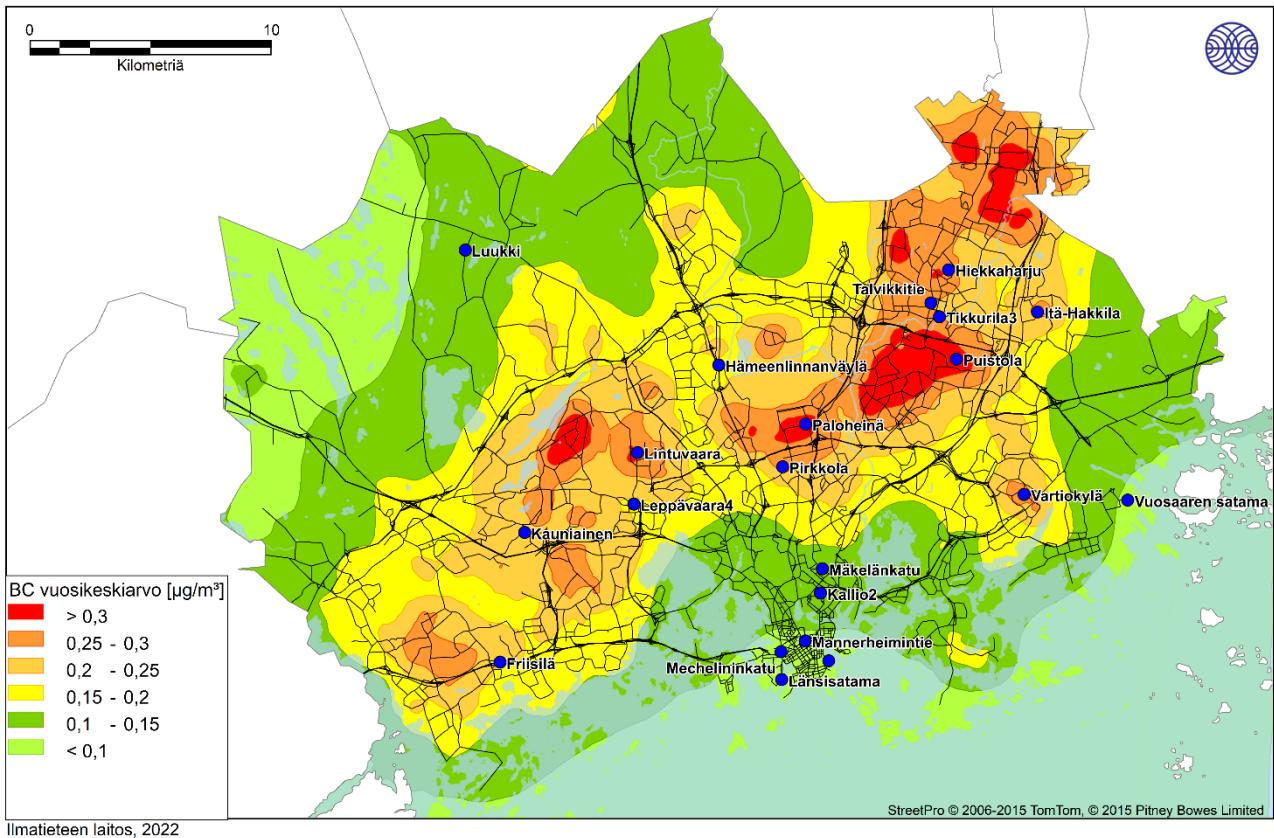 0 10
Kilometriä
Luukki
Hiekkaharju
Talvikkitie
Tikkurila3
Itä-Hakkila
Puistola
Hämeenlinnanväylä
Paloheinä
Lintuvaara
Pirkkola
Vartiokylä
Vuosaaren satama
Leppävaara4
Kauniainen
Mäkelänkatu
Kallio2
Mannerheimintie
Mechelininkatu
Friisilä
Länsisatama
BC vuosikeskiarvo [µg/m³]
> 0,3
0,25 - 0,3
0,2 - 0,25
0,15 - 0,2
0,1 - 0,15
< 0,1
StreetPro © 2006-2015 TomTom, © 2015 Pitney Bowes Limited
Ilmatieteen laitos, 2022